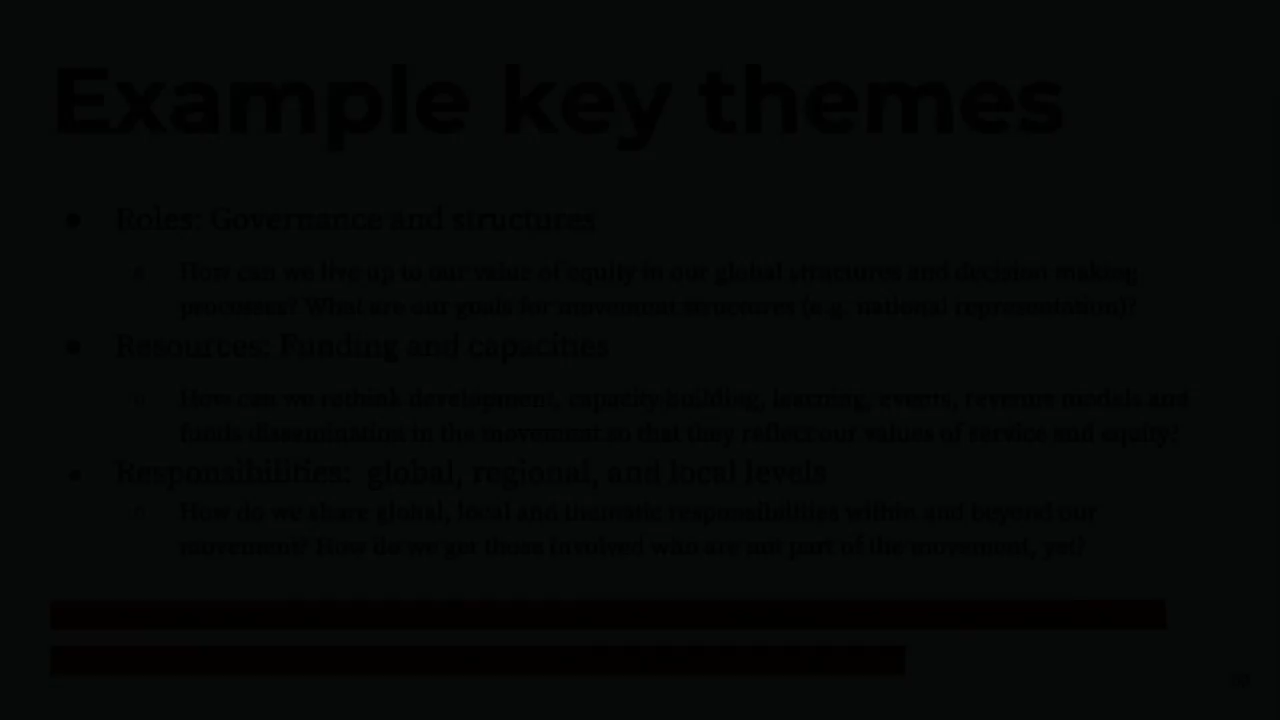 Example key themes
● Roles: Governance and structures
○ How can we live up to our value of equity in our global structures and decision making
processes? What are our goals for movement structures (e.g. national representation)?
● Resources: Funding and capacities
○ How can we rethink development, capacity building, learning, events, revenue models and
funds dissemination in the movement so that they reflect our values of service and equity?
● Responsibilities: global, regional, and local levels
○ How do we share global, local and thematic responsibilities within and beyond our
movement? How do we get those involved who are not part of the movement, yet?